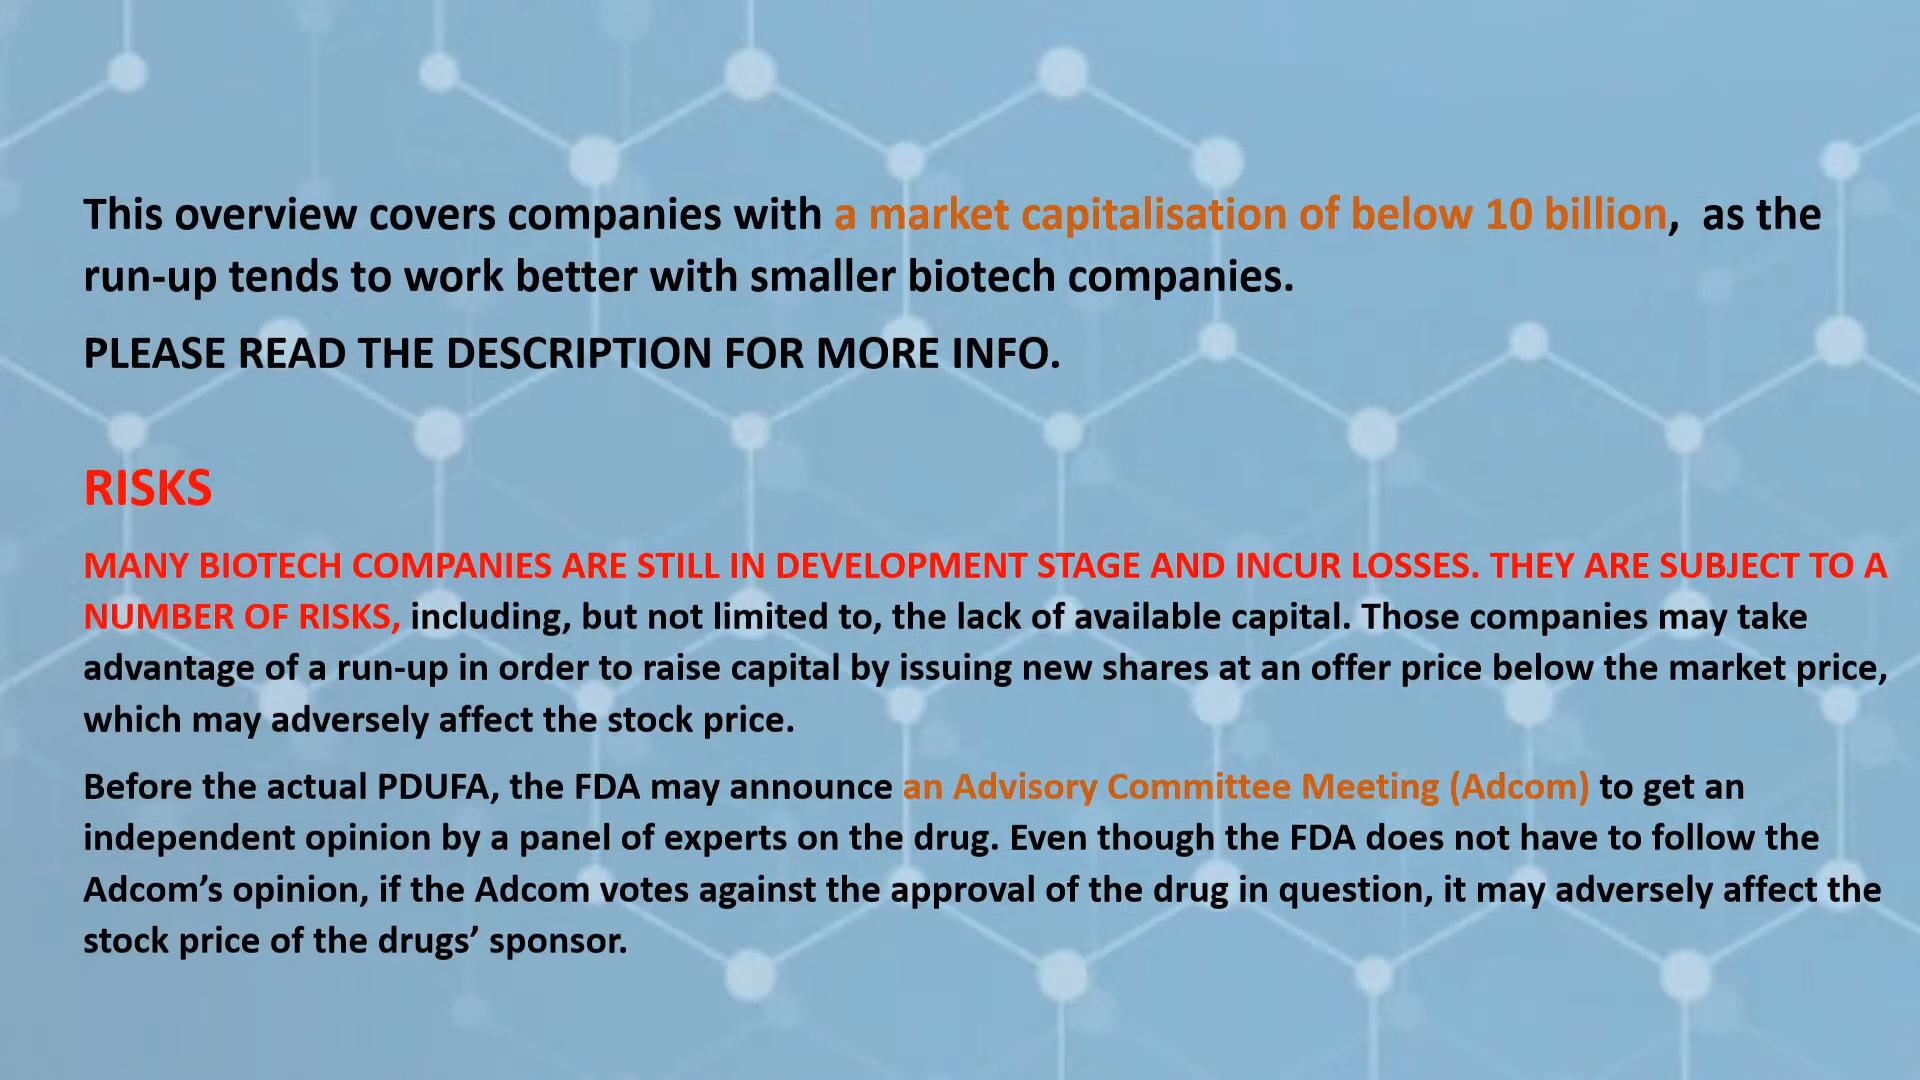 This overview covers companies with a market capitalisation of below 10 billion,  as the
run-up tends to work better with smaller biotech companies.
PLEASE READ THE DESCRIPTION FOR MORE INFO.
RISKS
MANY BIOTECH COMPANIES ARE STILL IN DEVELOPMENT STAGE AND INCUR LOSSES. THEY ARE SUBJECT TO A
NUMBER OF RISKS, including, but not limited to, the lack of available capital. Those companies may take
advantage of a run-up in order to raise capital by issuing new shares at an offer price below the market price,
which may adversely affect the stock price.
Before the actual PDUFA, the FDA may announce an Advisory Committee Meeting (Adcom) to get an
independent opinion by a panel of experts on the drug. Even though the FDA does not have to follow the
Adcom’s opinion, if the Adcom votes against the approval of the drug in question, it may adversely affect the
stock price of the drugs’ sponsor.